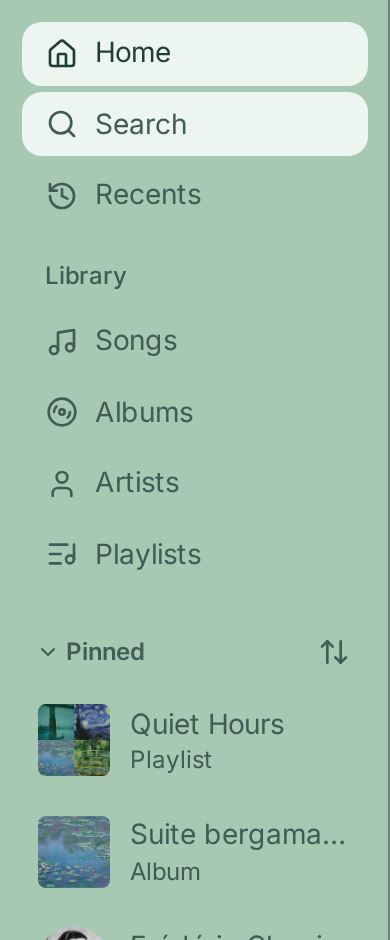 Home
Search
Recents
Library
Songs
Albums
Artists
Playlists
Pinned
Quiet Hours
Playlist
Suite bergama...
Album